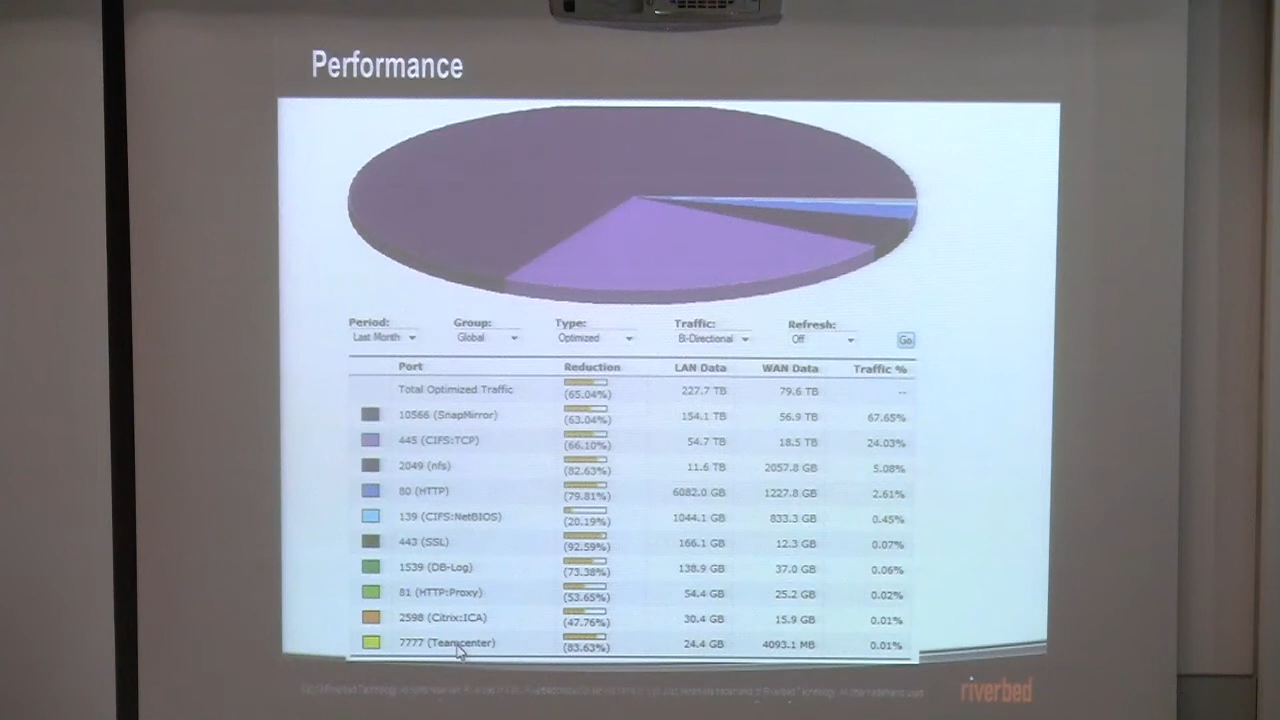 Performance
Period: Group: Type: Traffic: Refresh:
Last Month Global Optimized Bi-Directional Off Go
Port Reduction LAN Data WAN Data Traffic %
Total Optimized Traffic (65.04%) 227.7 TB 79.6 TB --
10566 (SnapMirror) (63.04%) 154.1 TB 56.9 TB 67.65%
445 (CIFS:TCP) (66.10%) 54.7 TB 18.5 TB 24.03%
2049 (nfs) (82.63%) 11.6 TB 2057.8 GB 5.08%
80 (HTTP) (79.81%) 6082.0 GB 1227.8 GB 2.61%
139 (CIFS:NetBIOS) (20.19%) 1044.1 GB 833.3 GB 0.45%
443 (SSL) (92.59%) 166.1 GB 12.3 GB 0.07%
1539 (DB-Log) (73.38%) 138.9 GB 37.0 GB 0.06%
81 (HTTP:Proxy) (53.65%) 54.4 GB 25.2 GB 0.02%
2598 (Citrix:ICA) (47.76%) 30.4 GB 15.9 GB 0.01%
7777 (Teamcenter) (83.63%) 24.4 GB 4093.1 MB 0.01%
riverbed